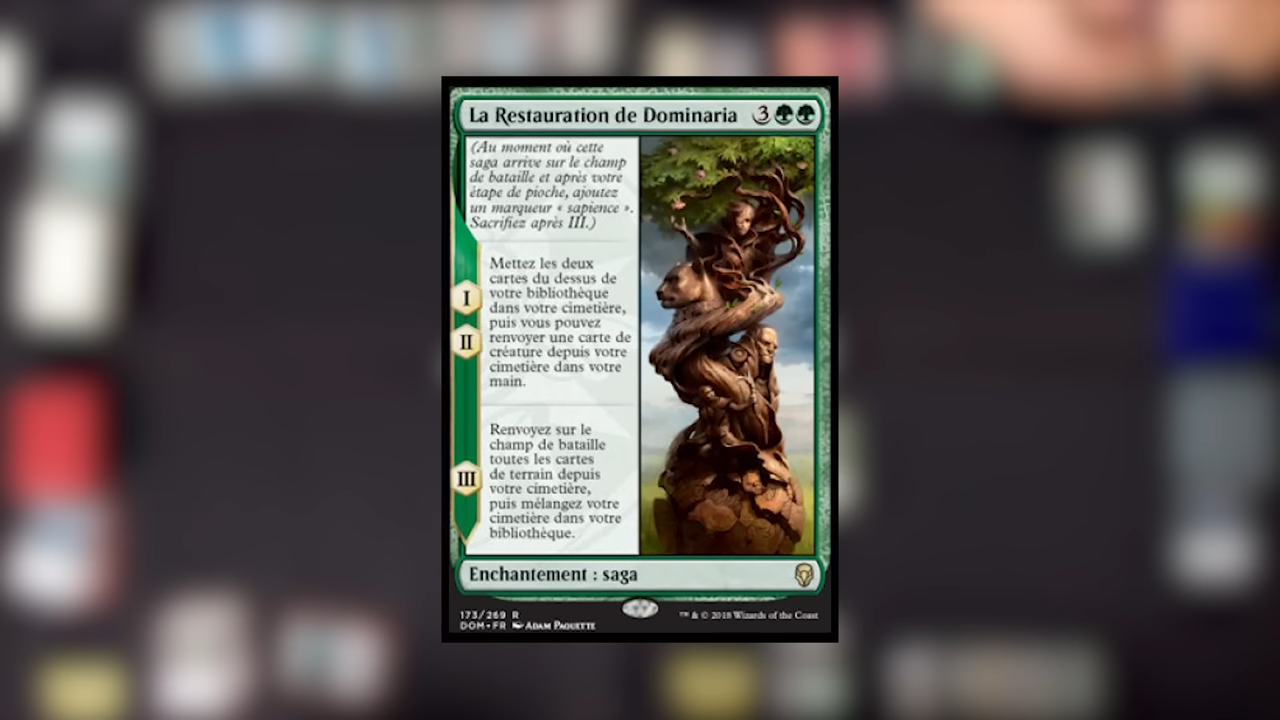 La Restauration de Dominaria 3
(Au moment où cette
saga arrive sur le champ
de bataille et après votre
étape de pioche, ajoutez
un marqueur « sapience ».
Sacrifiez après III.)
I
II
Mettez les deux
cartes du dessus de
votre bibliothèque
dans votre cimetière,
puis vous pouvez
renvoyer une carte de
créature depuis votre
cimetière dans votre
main.
III
Renvoyez sur le
champ de bataille
toutes les cartes
de terrain depuis
votre cimetière,
puis mélangez votre
cimetière dans votre
bibliothèque.
Enchantement : saga
173/269 R
DOM • FR Adam Paquette
™ & © 2018 Wizards of the Coast